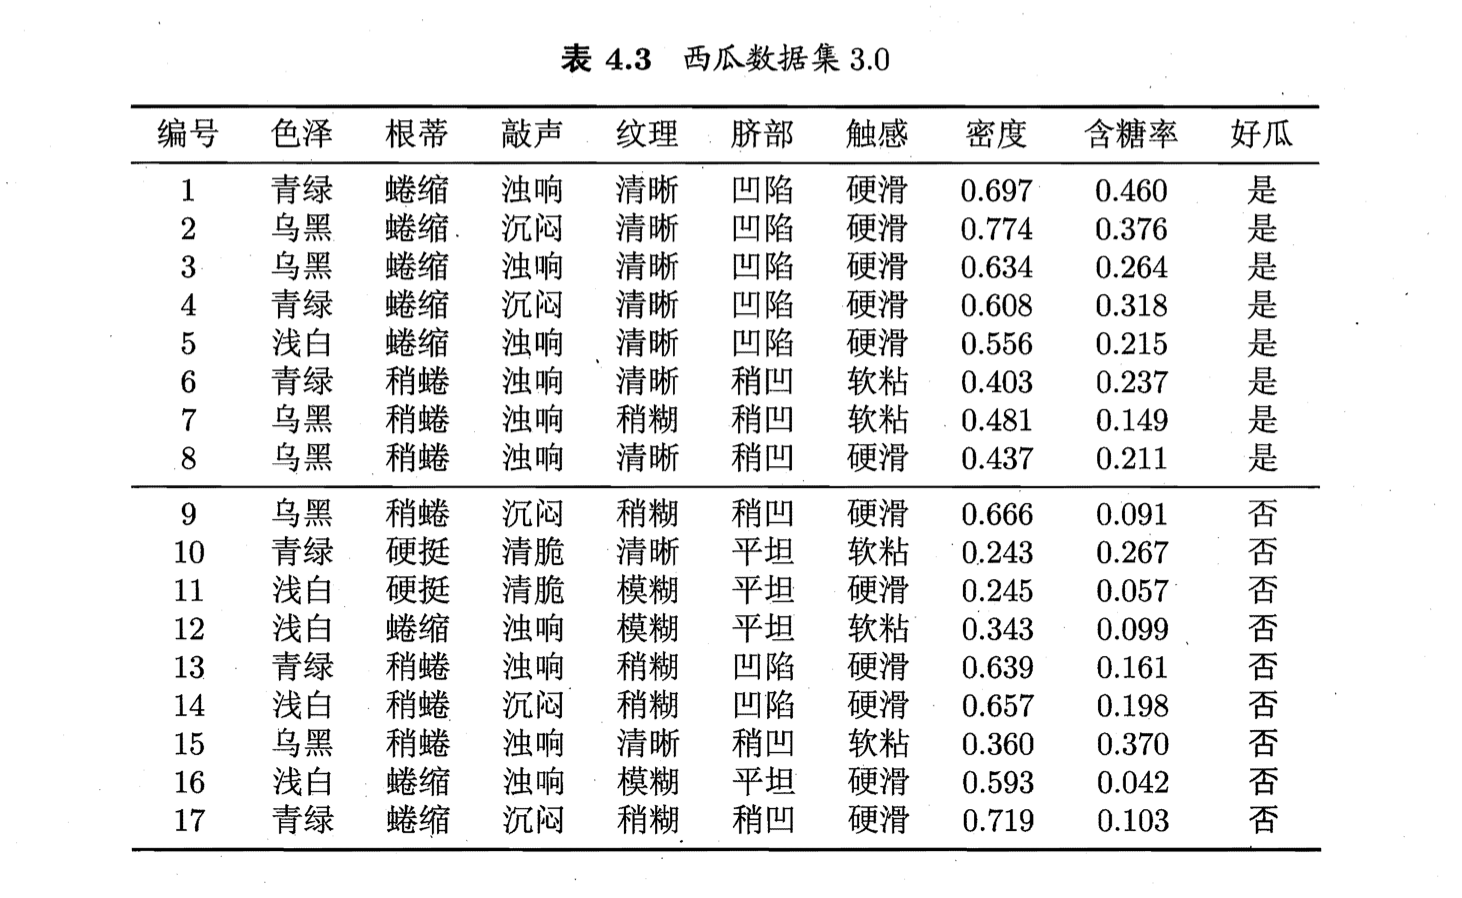 表 4.3 西瓜数据集 3.0
编号 色泽 根蒂 敲声 纹理 脐部 触感 密度 含糖率 好瓜
1 青绿 蜷缩 浊响 清晰 凹陷 硬滑 0.697 0.460 是
2 乌黑 蜷缩 沉闷 清晰 凹陷 硬滑 0.774 0.376 是
3 乌黑 蜷缩 浊响 清晰 凹陷 硬滑 0.634 0.264 是
4 青绿 蜷缩 沉闷 清晰 凹陷 硬滑 0.608 0.318 是
5 浅白 蜷缩 浊响 清晰 凹陷 硬滑 0.556 0.215 是
6 青绿 稍蜷 浊响 清晰 稍凹 软粘 0.403 0.237 是
7 乌黑 稍蜷 浊响 稍糊 稍凹 软粘 0.481 0.149 是
8 乌黑 稍蜷 浊响 清晰 稍凹 硬滑 0.437 0.211 是
9 乌黑 稍蜷 沉闷 稍糊 稍凹 硬滑 0.666 0.091 否
10 青绿 硬挺 清脆 清晰 平坦 软粘 0.243 0.267 否
11 浅白 硬挺 清脆 模糊 平坦 硬滑 0.245 0.057 否
12 浅白 蜷缩 浊响 模糊 平坦 软粘 0.343 0.099 否
13 青绿 稍蜷 浊响 稍糊 凹陷 硬滑 0.639 0.161 否
14 浅白 稍蜷 沉闷 稍糊 凹陷 硬滑 0.657 0.198 否
15 乌黑 稍蜷 浊响 清晰 稍凹 软粘 0.360 0.370 否
16 浅白 蜷缩 浊响 模糊 平坦 硬滑 0.593 0.042 否
17 青绿 蜷缩 沉闷 稍糊 稍凹 硬滑 0.719 0.103 否